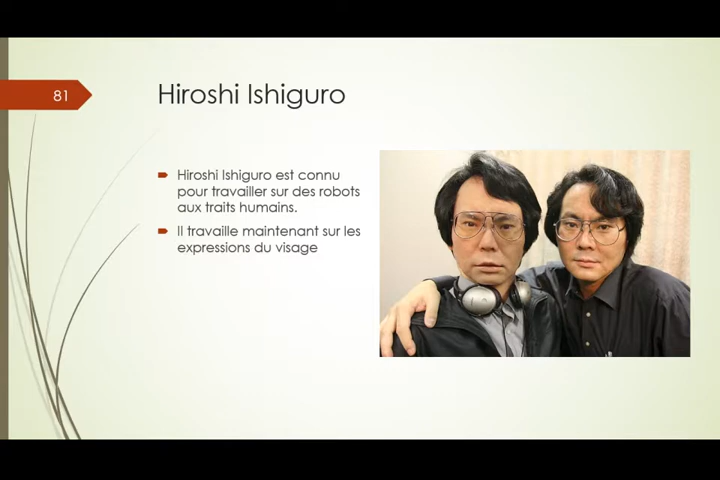 81
Hiroshi Ishiguro
Hiroshi Ishiguro est connu
pour travailler sur des robots
aux traits humains.
Il travaille maintenant sur les
expressions du visage